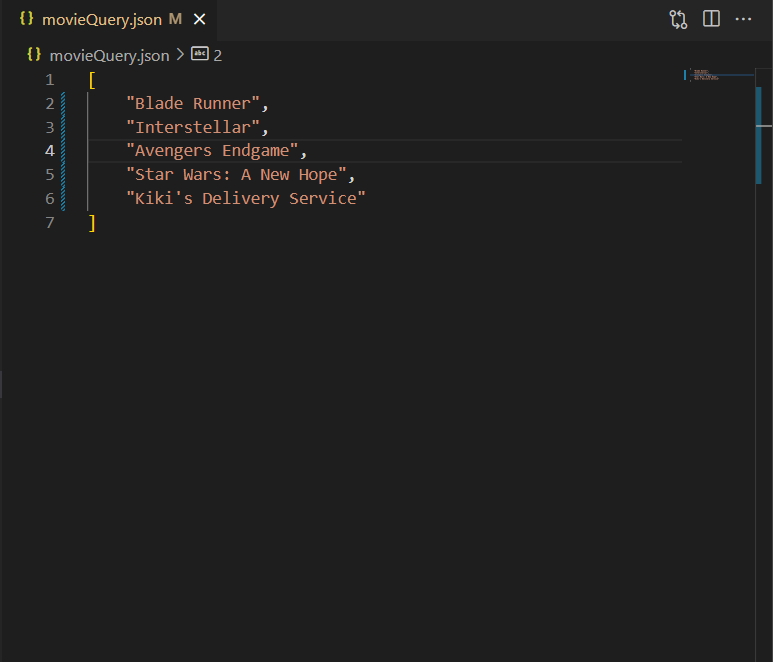 {} movieQuery.json M ×
{} movieQuery.json > abc 2
1 [
2 "Blade Runner",
3 "Interstellar",
4 "Avengers Endgame",
5 "Star Wars: A New Hope",
6 "Kiki's Delivery Service"
7 ]